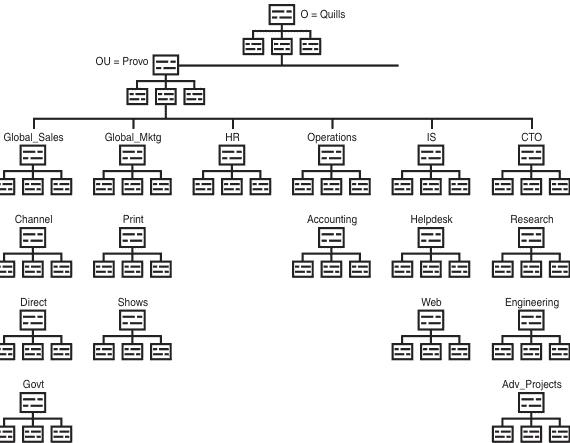 O = Quills
OU = Provo
Global_Sales Global_Mktg HR Operations IS CTO
Channel Print Accounting Helpdesk Research
Direct Shows Web Engineering
Govt Adv_Projects